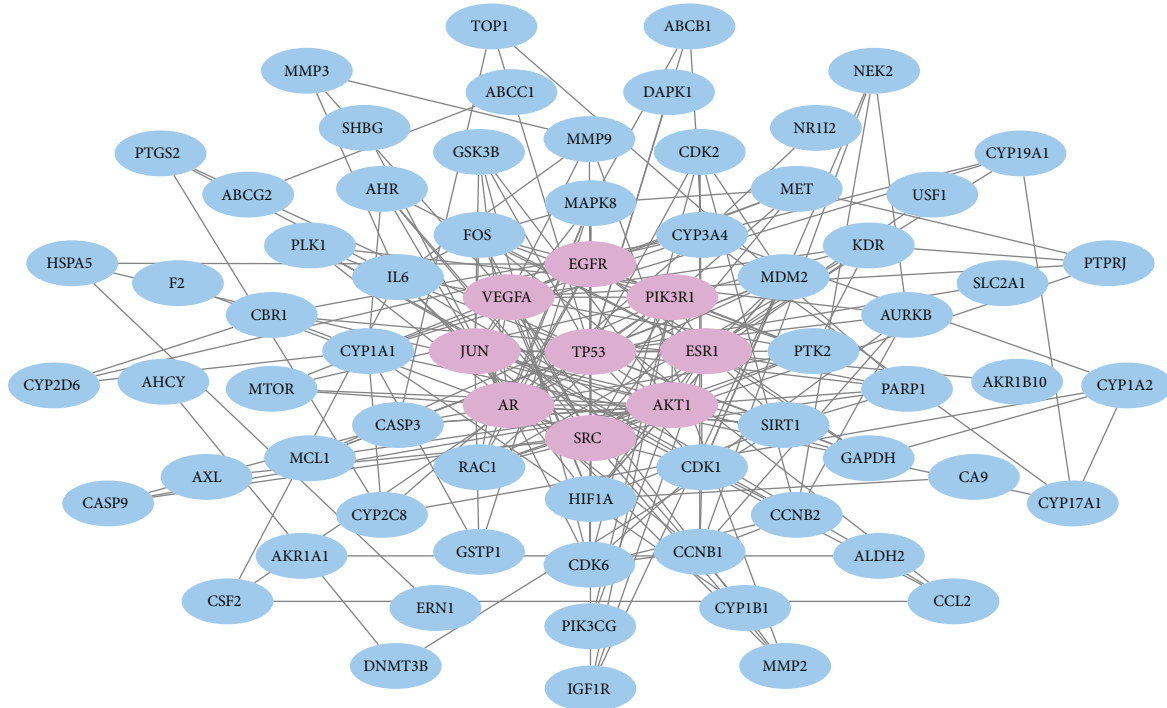 TOP1
ABCB1
MMP3
NEK2
ABCC1
DAPK1
SHBG
NR1I2
PTGS2
GSK3B
MMP9
CDK2
CYP19A1
ABCG2
AHR
MAPK8
MET
USF1
PLK1
FOS
CYP3A4
KDR
HSPA5
F2
IL6
EGFR
MDM2
SLC2A1
PTPRJ
CBR1
VEGFA
PIK3R1
AURKB
CYP1A1
JUN
TP53
ESR1
PTK2
CYP2D6
AHCY
MTOR
PARP1
AKR1B10
CYP1A2
AR
AKT1
CASP3
SRC
SIRT1
MCL1
RAC1
CDK1
GAPDH
AXL
CA9
CASP9
HIF1A
CYP17A1
CYP2C8
CCNB2
AKR1A1
GSTP1
CDK6
CCNB1
ALDH2
CSF2
ERN1
CYP1B1
CCL2
PIK3CG
DNMT3B
MMP2
IGF1R